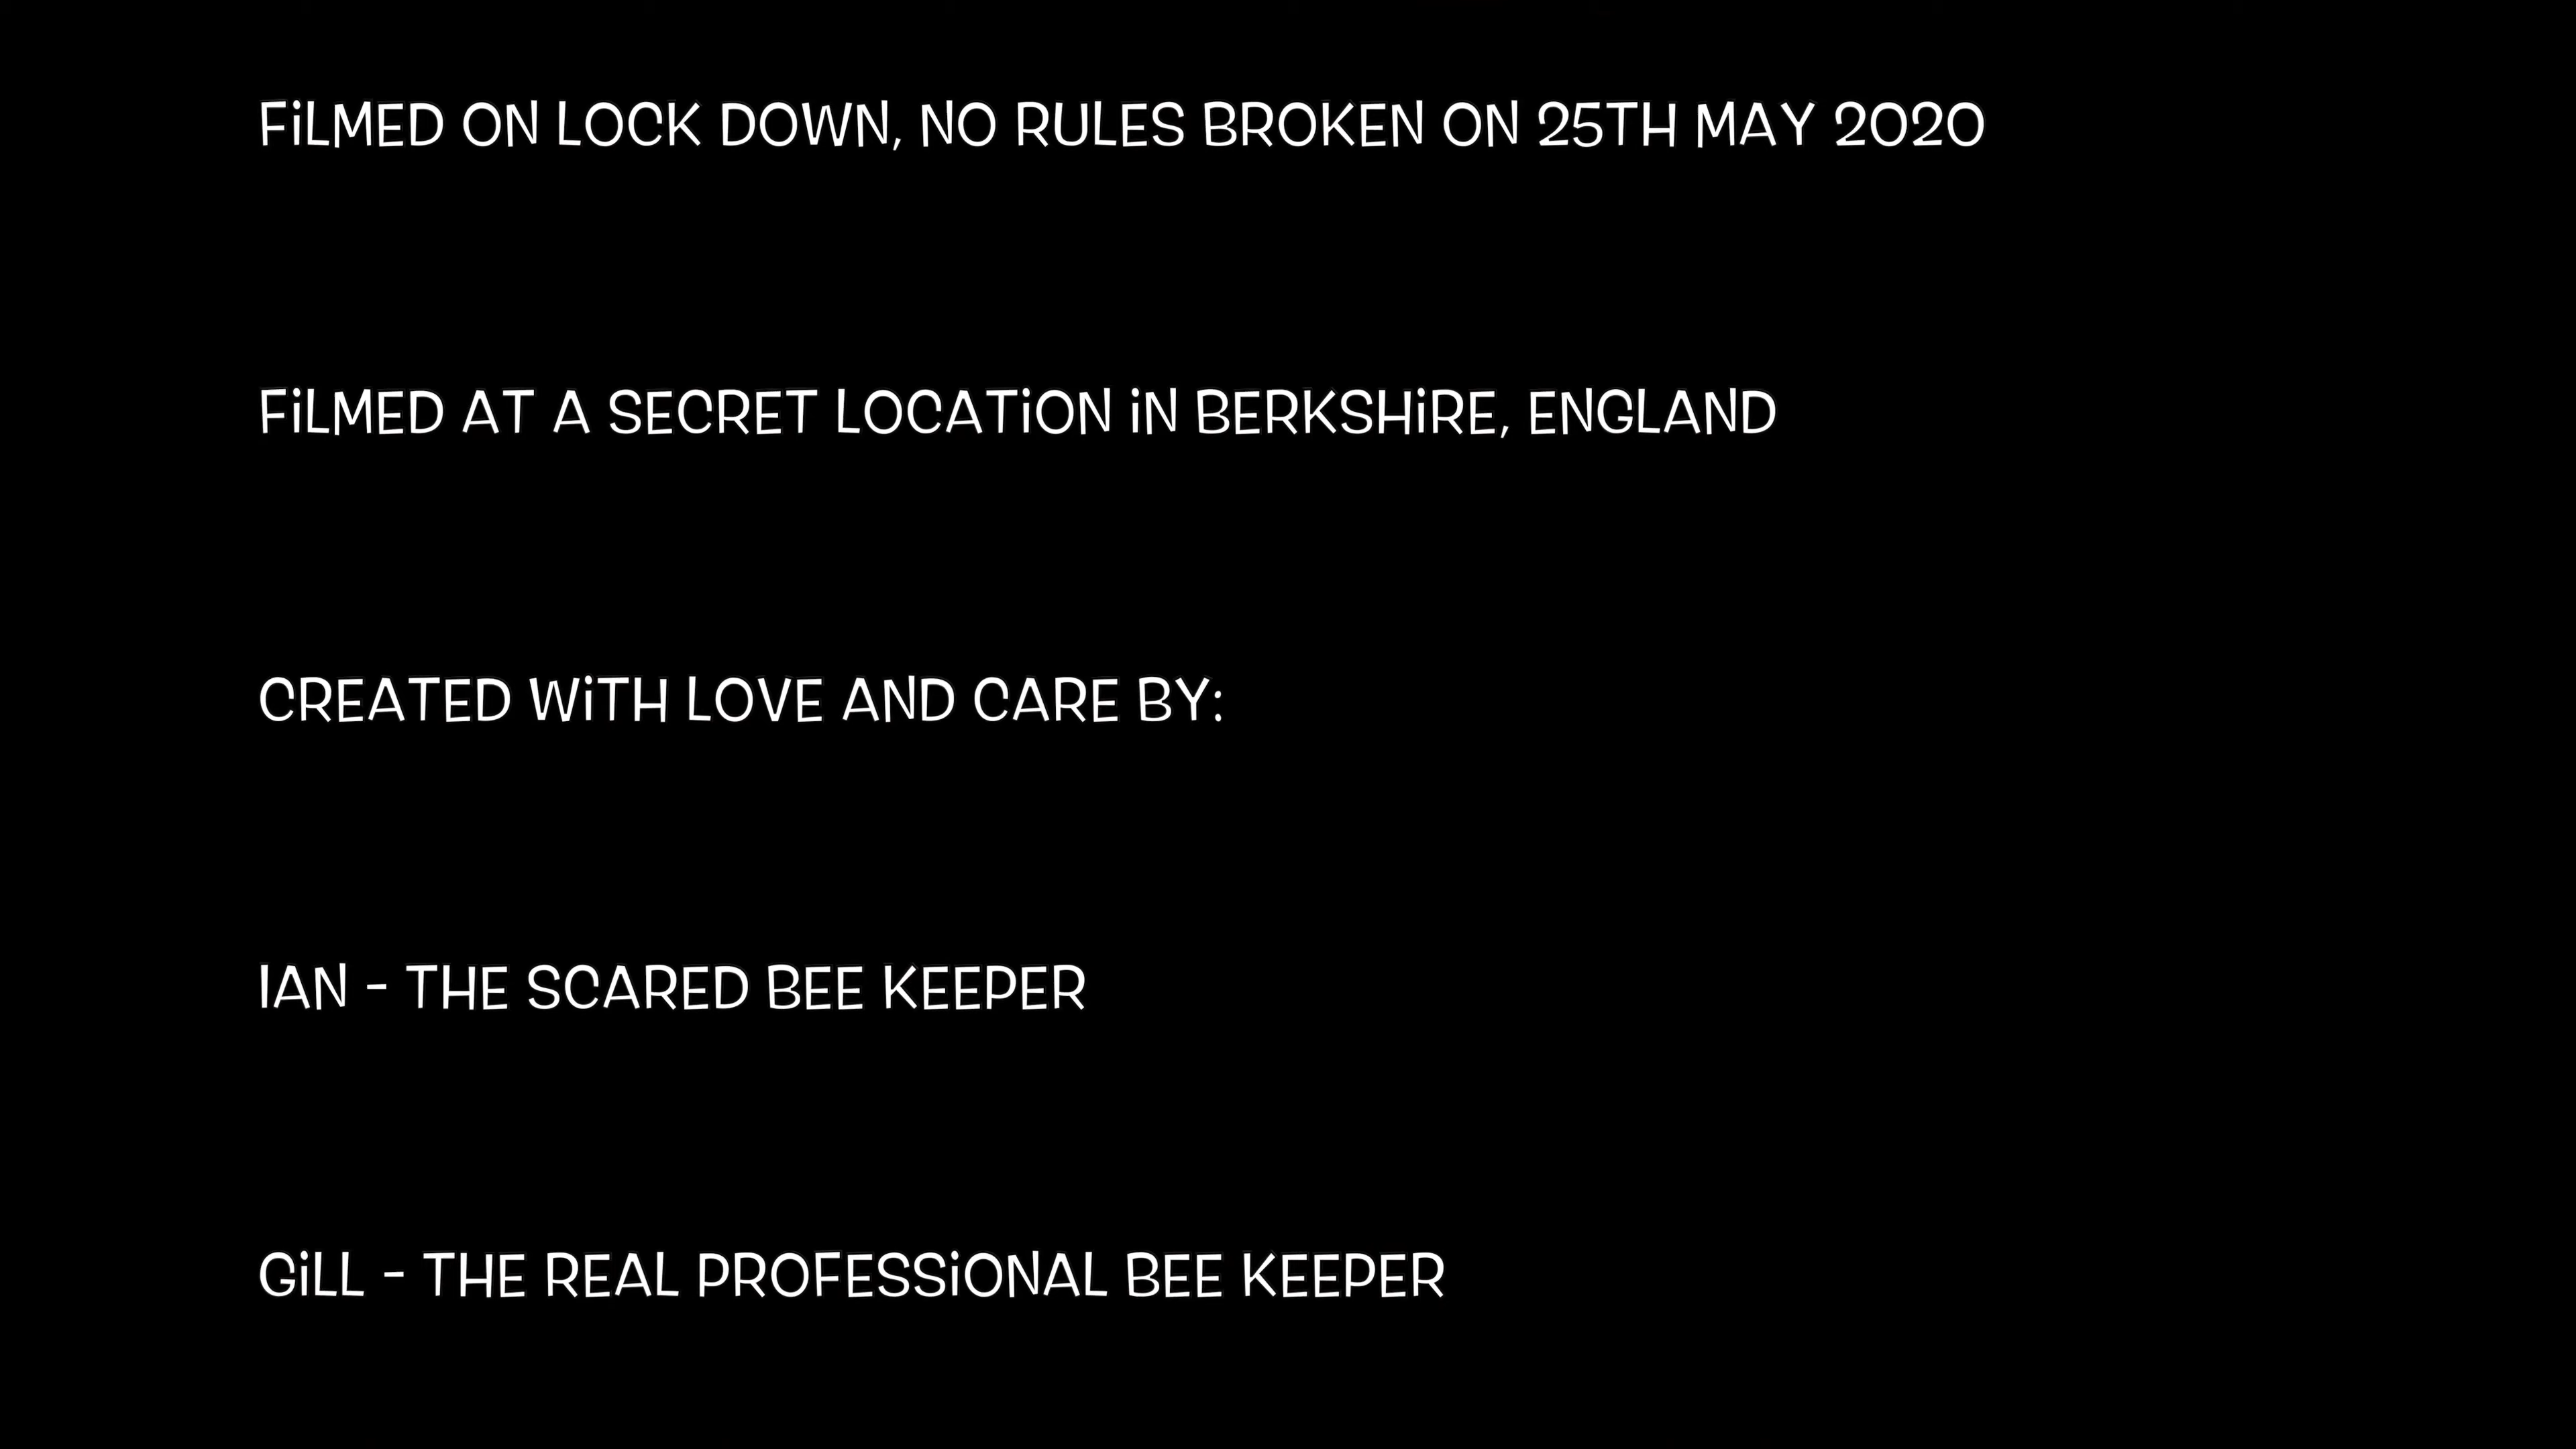 FiLMED ON LOCK DOWN, NO RULES BROKEN ON 25TH MAY 2020
FiLMED AT A SECRET LOCATiON iN BERKSHiRE, ENGLAND
CREATED WiTH LOVE AND CARE BY:
IAN - THE SCARED BEE KEEPER
GiLL - THE REAL PROFESSiONAL BEE KEEPER